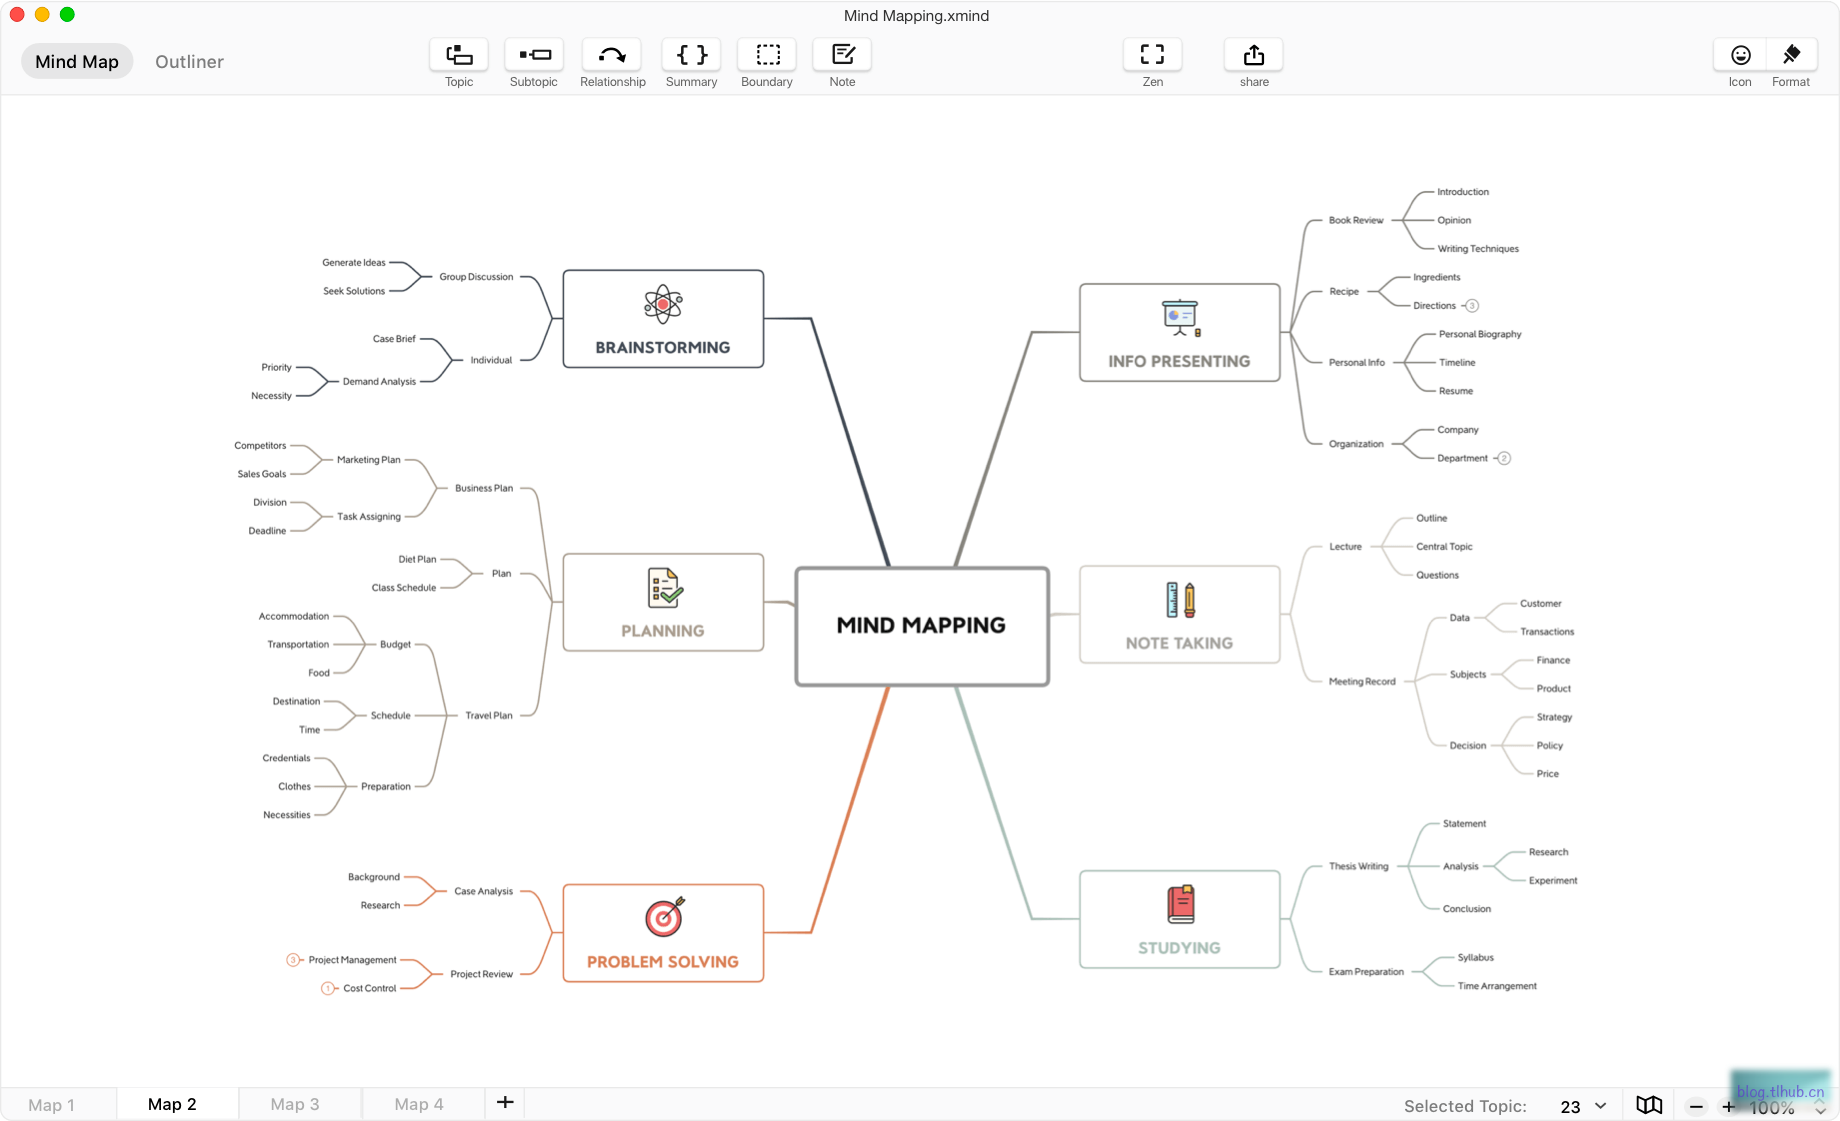 Mind Mapping.xmind
Mind Map
Outliner
Topic
Subtopic
Relationship
Summary
Boundary
Note
Zen
share
Icon
Format
MIND MAPPING
BRAINSTORMING
Group Discussion
Generate Ideas
Seek Solutions
Individual
Case Brief
Demand Analysis
Priority
Necessity
PLANNING
Business Plan
Marketing Plan
Competitors
Sales Goals
Task Assigning
Division
Deadline
Plan
Diet Plan
Class Schedule
Travel Plan
Budget
Accommodation
Transportation
Food
Schedule
Destination
Time
Preparation
Credentials
Clothes
Necessities
PROBLEM SOLVING
Case Analysis
Background
Research
Project Review
Project Management
3
Cost Control
1
INFO PRESENTING
Book Review
Introduction
Opinion
Writing Techniques
Recipe
Ingredients
Directions
3
Personal Info
Personal Biography
Timeline
Resume
Organization
Company
Department
2
NOTE TAKING
Lecture
Outline
Central Topic
Questions
Meeting Record
Data
Customer
Transactions
Subjects
Finance
Product
Decision
Strategy
Policy
Price
STUDYING
Thesis Writing
Statement
Analysis
Research
Experiment
Conclusion
Exam Preparation
Syllabus
Time Arrangement
Map 1
Map 2
Map 3
Map 4
+
Selected Topic: 23
− + 100%
blog.tlhub.cn